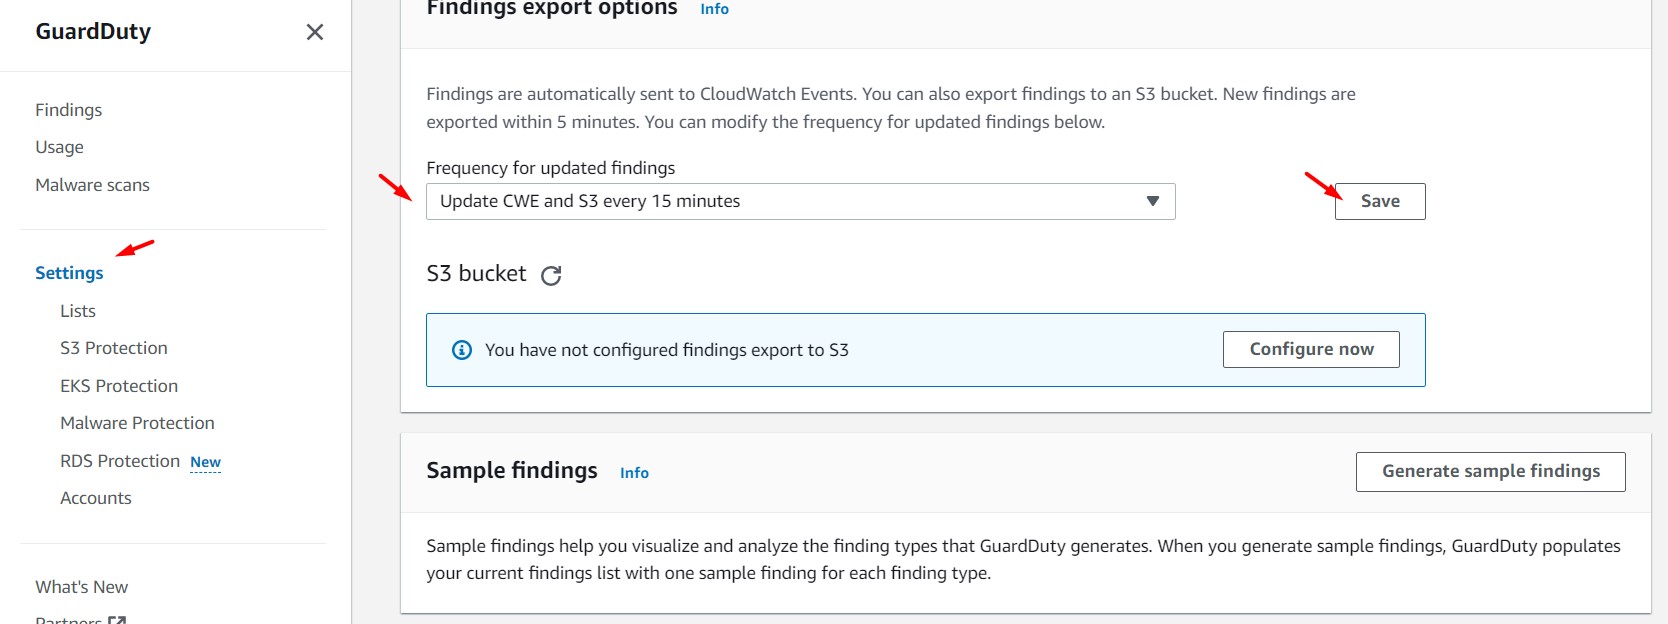 GuardDuty
Findings
Usage
Malware scans
Settings
Lists
S3 Protection
EKS Protection
Malware Protection
RDS Protection New
Accounts
What's New
Partners
Findings export options Info
Findings are automatically sent to CloudWatch Events. You can also export findings to an S3 bucket. New findings are
exported within 5 minutes. You can modify the frequency for updated findings below.
Frequency for updated findings
Update CWE and S3 every 15 minutes
Save
S3 bucket
You have not configured findings export to S3
Configure now
Sample findings Info
Generate sample findings
Sample findings help you visualize and analyze the finding types that GuardDuty generates. When you generate sample findings, GuardDuty populates
your current findings list with one sample finding for each finding type.